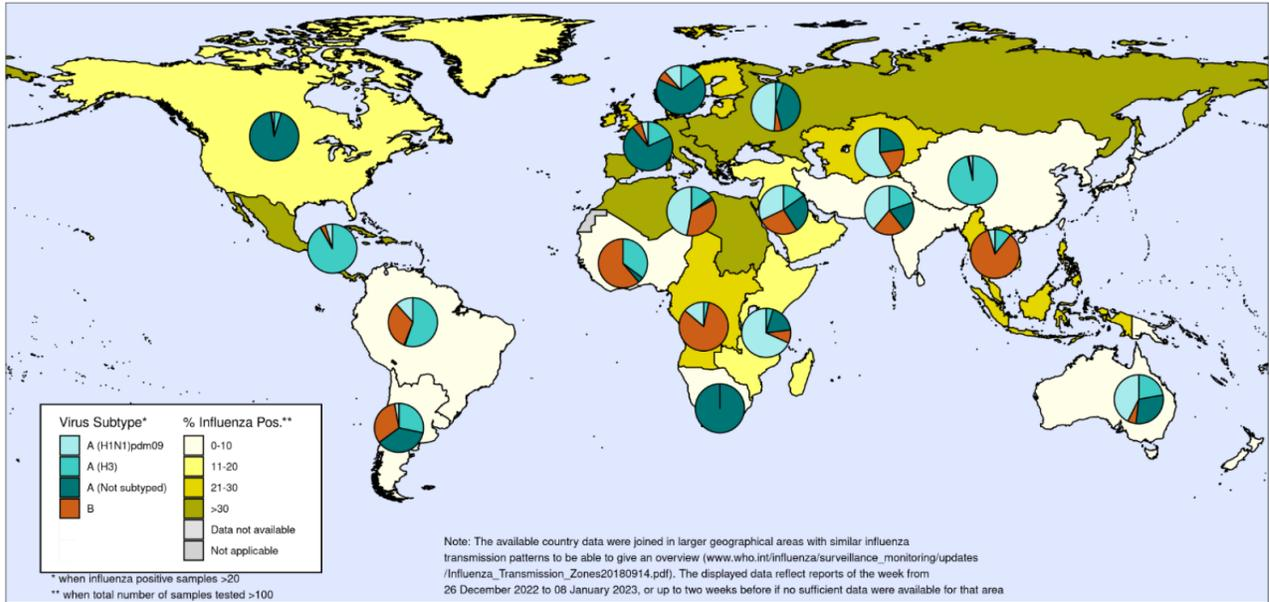 Virus Subtype*
A (H1N1)pdm09
A (H3)
A (Not subtyped)
B
% Influenza Pos.**
0-10
11-20
21-30
>30
Data not available
Not applicable
* when influenza positive samples >20
** when total number of samples tested >100
Note: The available country data were joined in larger geographical areas with similar influenza
transmission patterns to be able to give an overview (www.who.int/influenza/surveillance_monitoring/updates
/Influenza_Transmission_Zones20180914.pdf). The displayed data reflect reports of the week from
26 December 2022 to 08 January 2023, or up to two weeks before if no sufficient data were available for that area